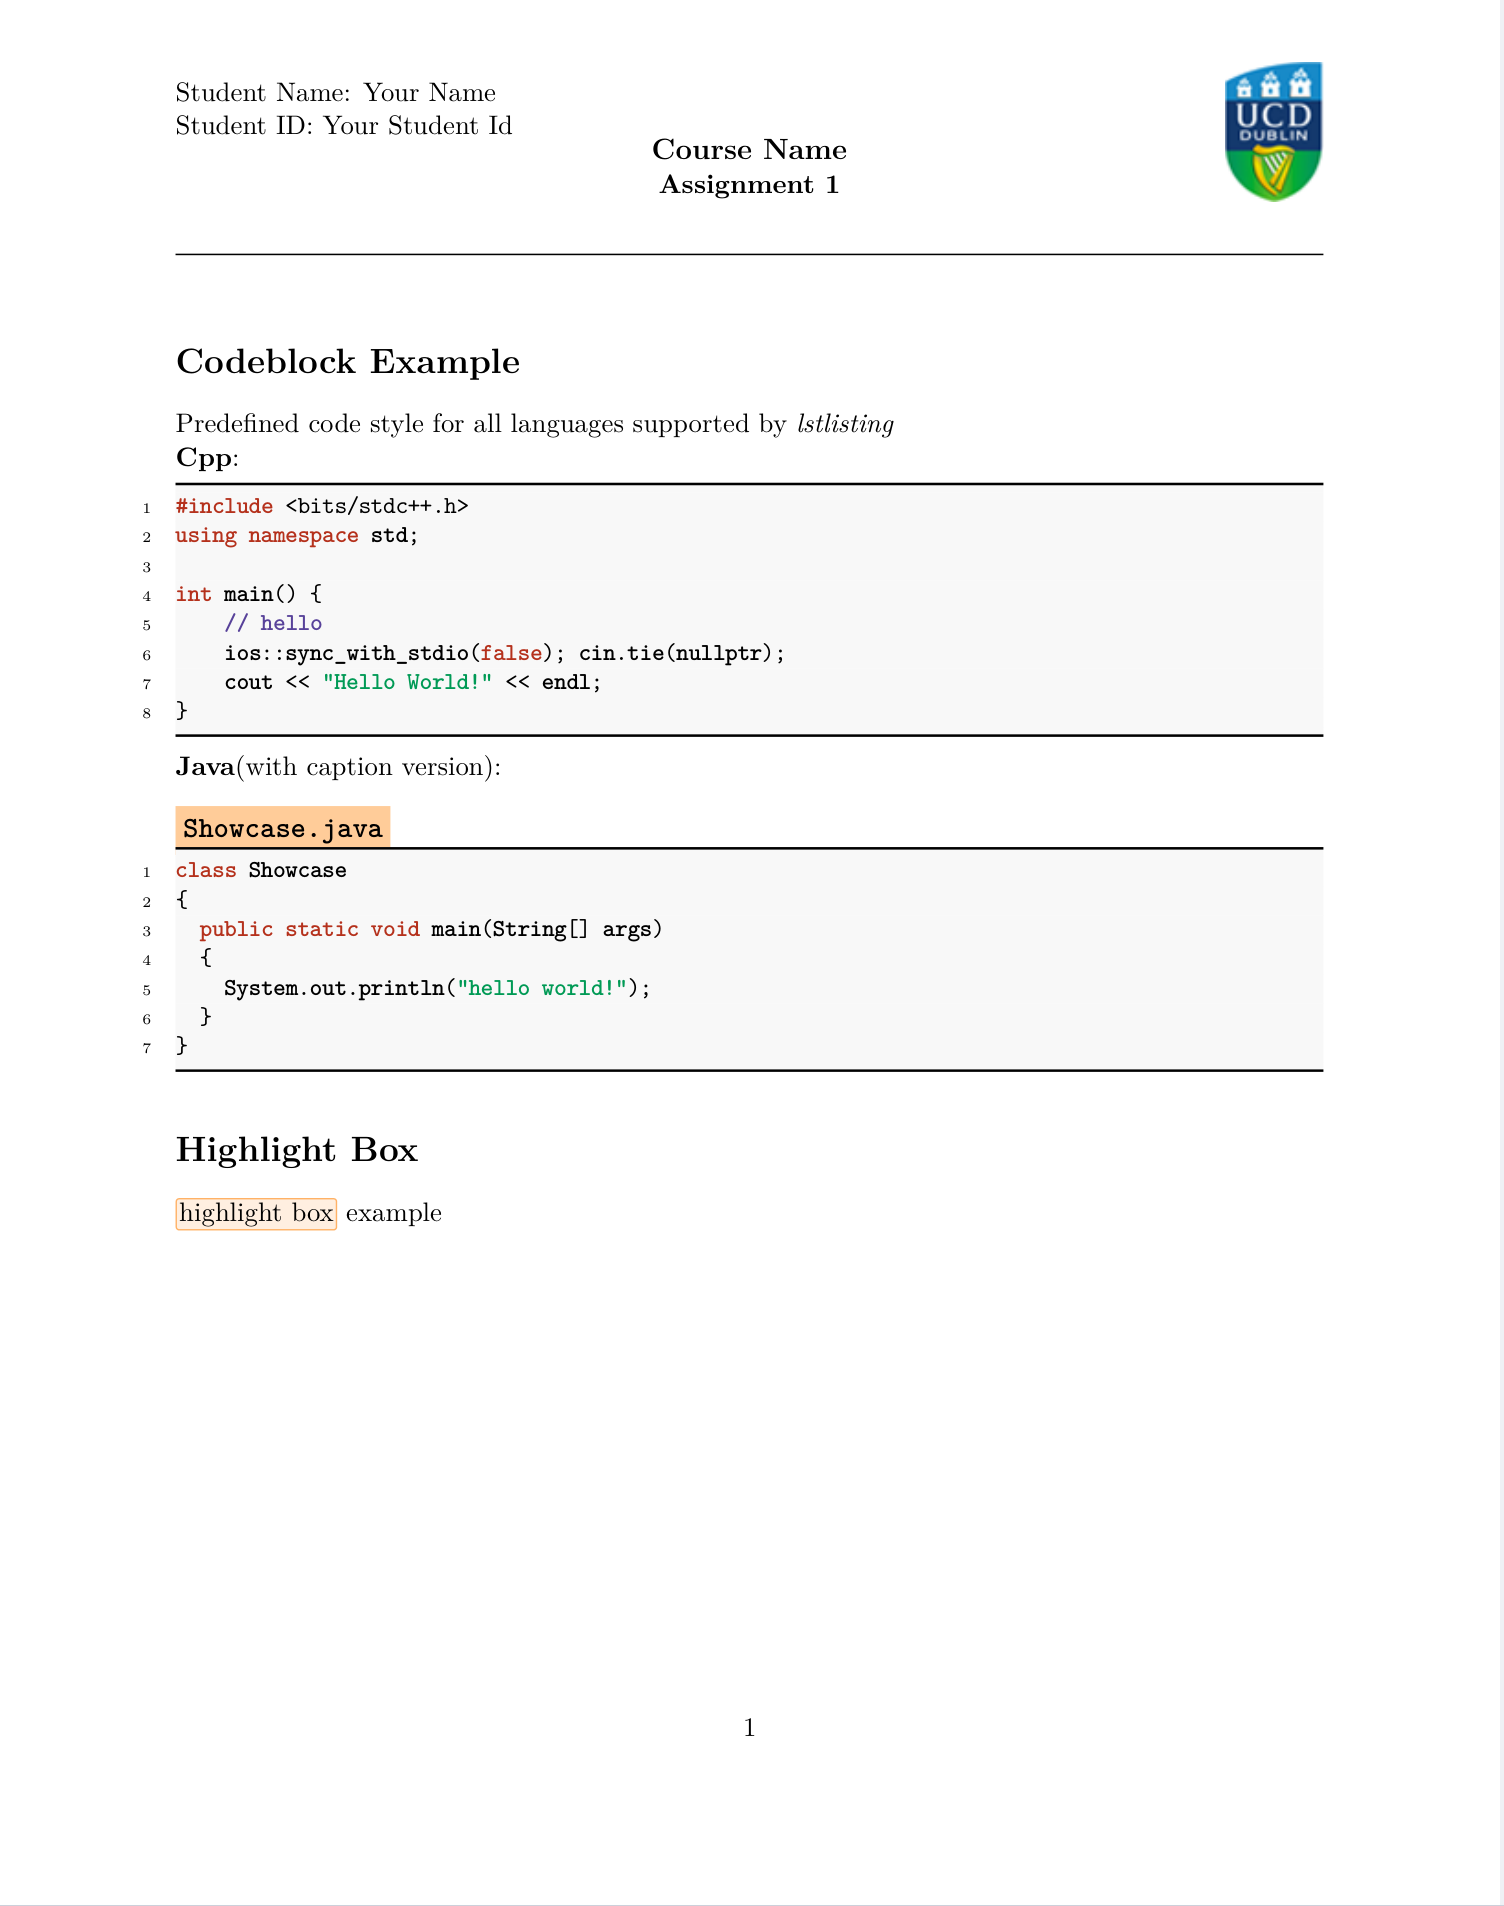 Student Name: Your Name
Student ID: Your Student Id
UCD
DUBLIN
Course Name
Assignment 1
Codeblock Example
Predefined code style for all languages supported by lstlisting
Cpp:
1 #include <bits/stdc++.h>
2 using namespace std;
3
4 int main() {
5     // hello
6     ios::sync_with_stdio(false); cin.tie(nullptr);
7     cout << "Hello World!" << endl;
8 }
Java(with caption version):
Showcase.java
1 class Showcase
2 {
3   public static void main(String[] args)
4   {
5     System.out.println("hello world!");
6   }
7 }
Highlight Box
highlight box example
1